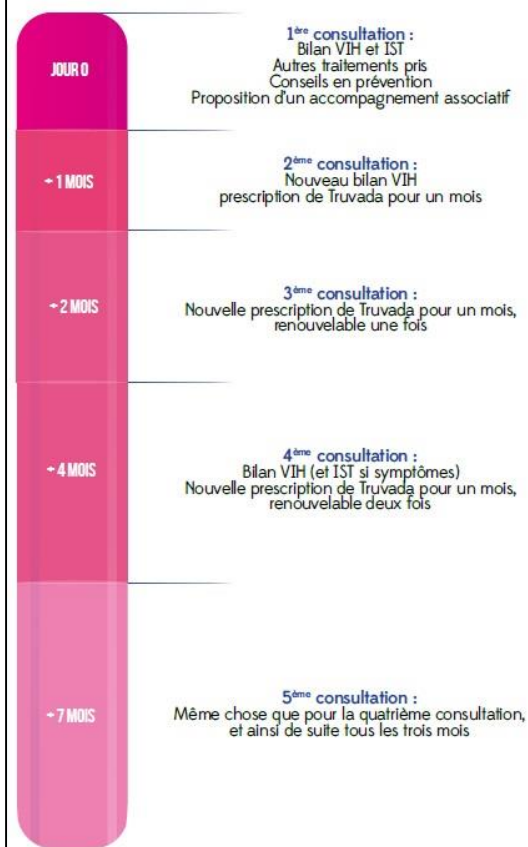 JOUR 0
1ère consultation :
Bilan VIH et IST
Autres traitements pris
Conseils en prévention
Proposition d'un accompagnement associatif
+ 1 MOIS
2ème consultation :
Nouveau bilan VIH
prescription de Truvada pour un mois
+ 2 MOIS
3ème consultation :
Nouvelle prescription de Truvada pour un mois,
renouvelable une fois
+ 4 MOIS
4ème consultation :
Bilan VIH (et IST si symptômes)
Nouvelle prescription de Truvada pour un mois,
renouvelable deux fois
+ 7 MOIS
5ème consultation :
Même chose que pour la quatrième consultation,
et ainsi de suite tous les trois mois